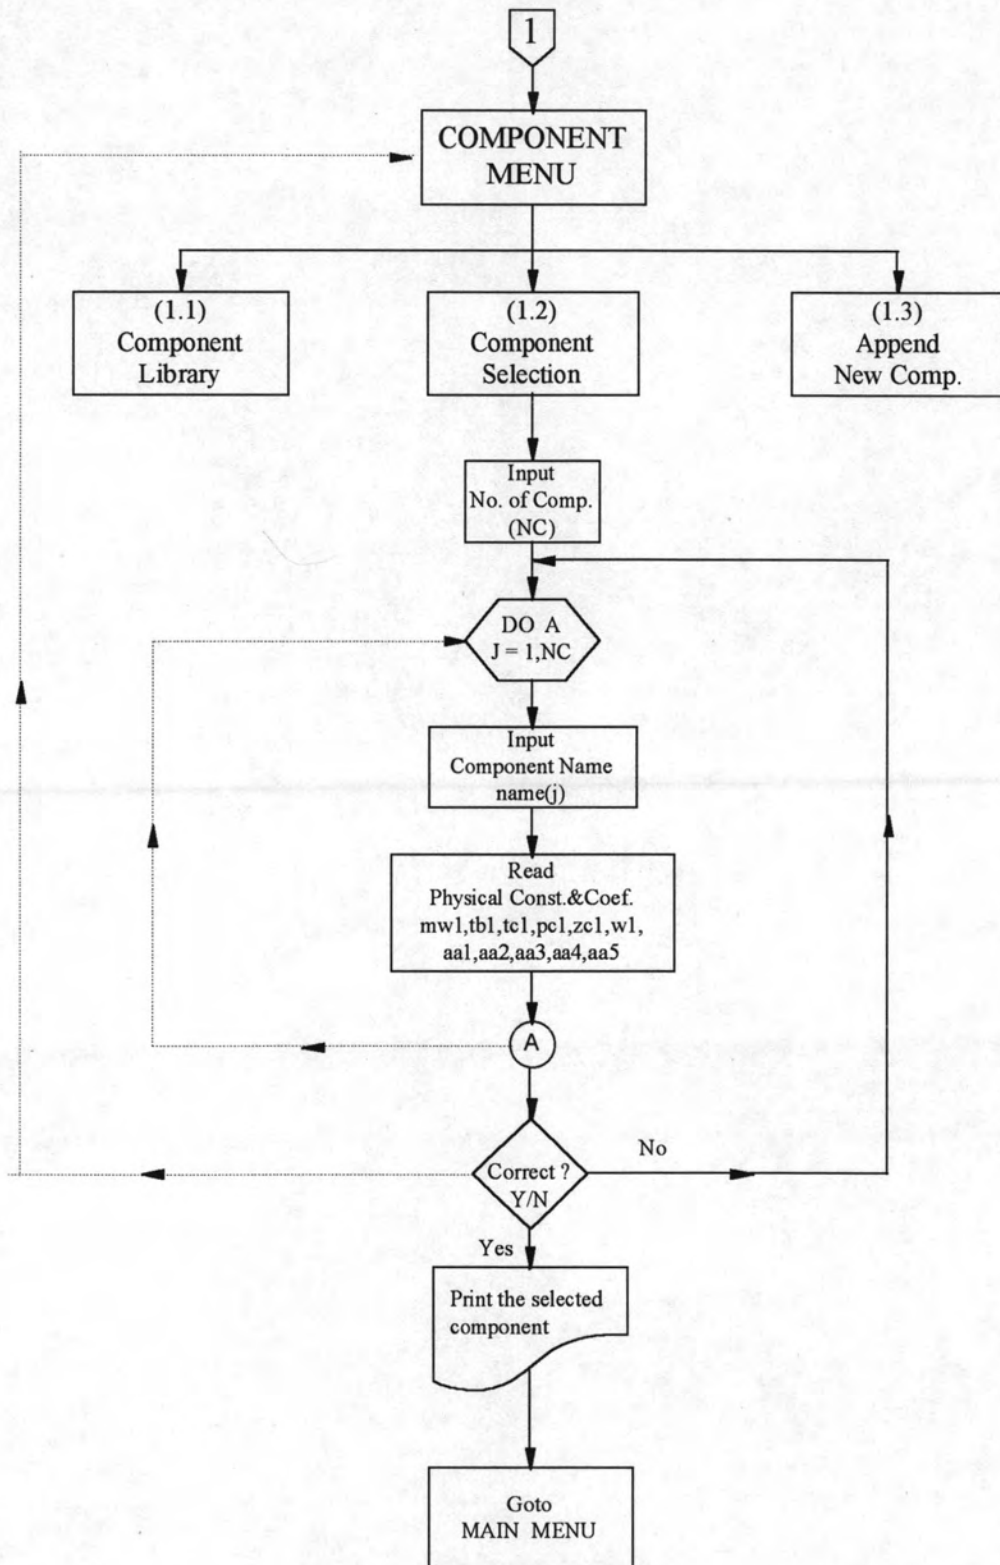 1
COMPONENT
MENU
(1.1)
Component
Library
(1.2)
Component
Selection
(1.3)
Append
New Comp.
Input
No. of Comp.
(NC)
DO A
J = 1,NC
Input
Component Name
name(j)
Read
Physical Const.&Coef.
mw1,tb1,tc1,pc1,zc1,w1,
aa1,aa2,aa3,aa4,aa5
A
Correct ?
Y/N
No
Yes
Print the selected
component
Goto
MAIN MENU